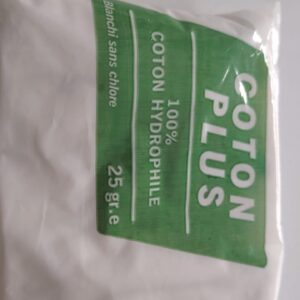 COTON
PLUS
100%
COTON HYDROPHILE
25 gr.e
Blanchi sans chlore